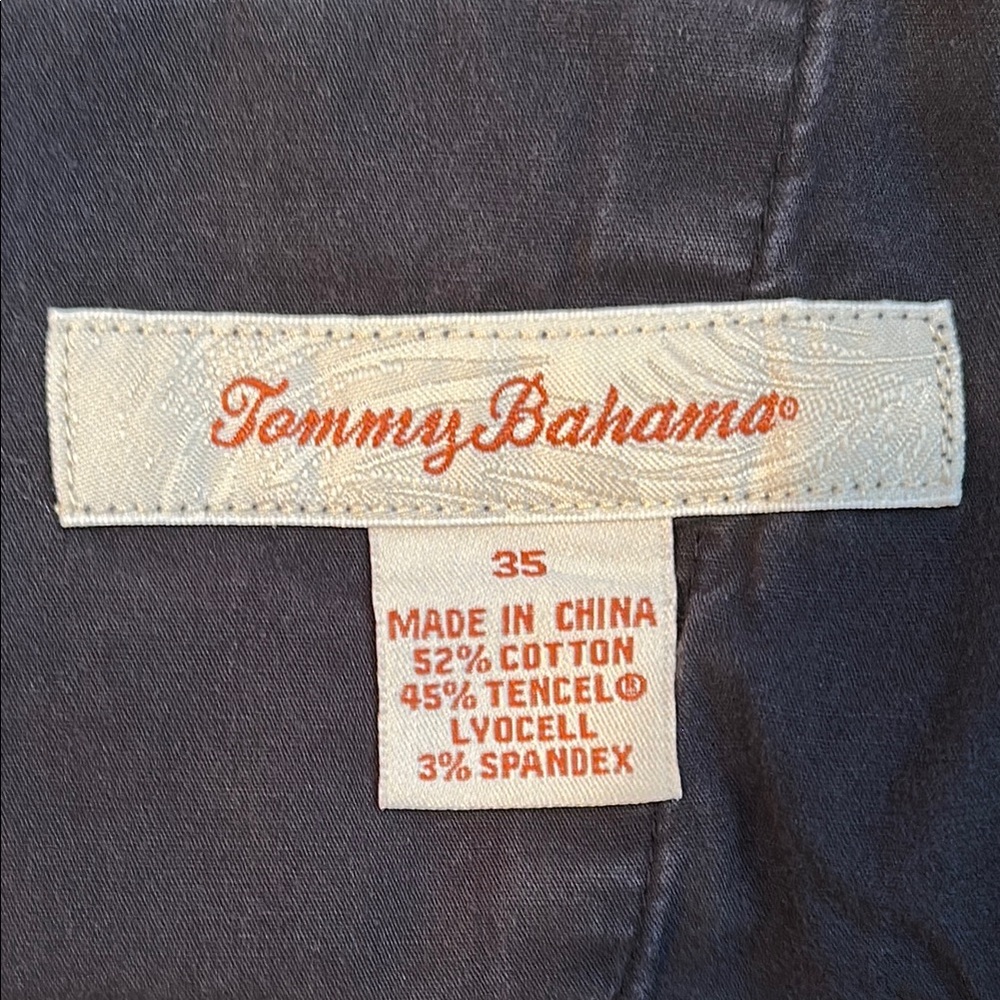 Tommy Bahama®
35
MADE IN CHINA
52% COTTON
45% TENCEL®
LYOCELL
3% SPANDEX